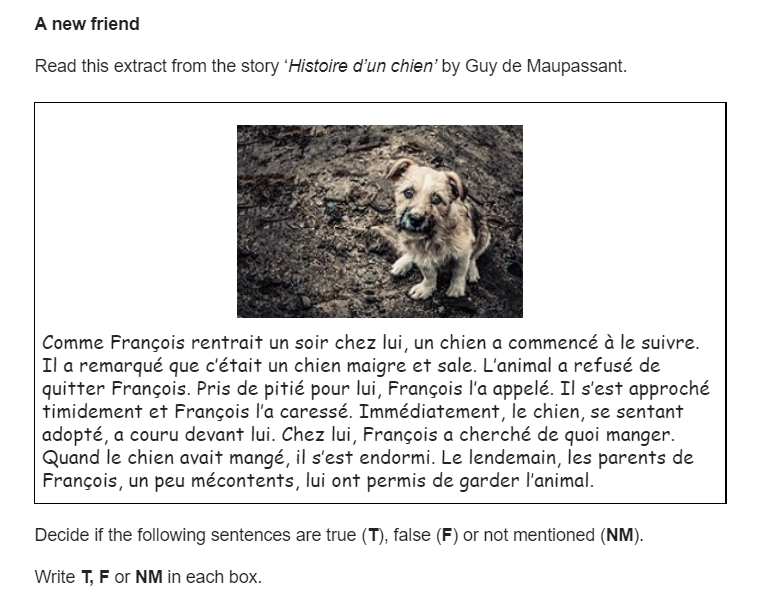 A new friend
Read this extract from the story ‘Histoire d’un chien’ by Guy de Maupassant.
Comme François rentrait un soir chez lui, un chien a commencé à le suivre.
Il a remarqué que c’était un chien maigre et sale. L’animal a refusé de
quitter François. Pris de pitié pour lui, François l’a appelé. Il s’est approché
timidement et François l’a caressé. Immédiatement, le chien, se sentant
adopté, a couru devant lui. Chez lui, François a cherché de quoi manger.
Quand le chien avait mangé, il s’est endormi. Le lendemain, les parents de
François, un peu mécontents, lui ont permis de garder l’animal.
Decide if the following sentences are true (T), false (F) or not mentioned (NM).
Write T, F or NM in each box.